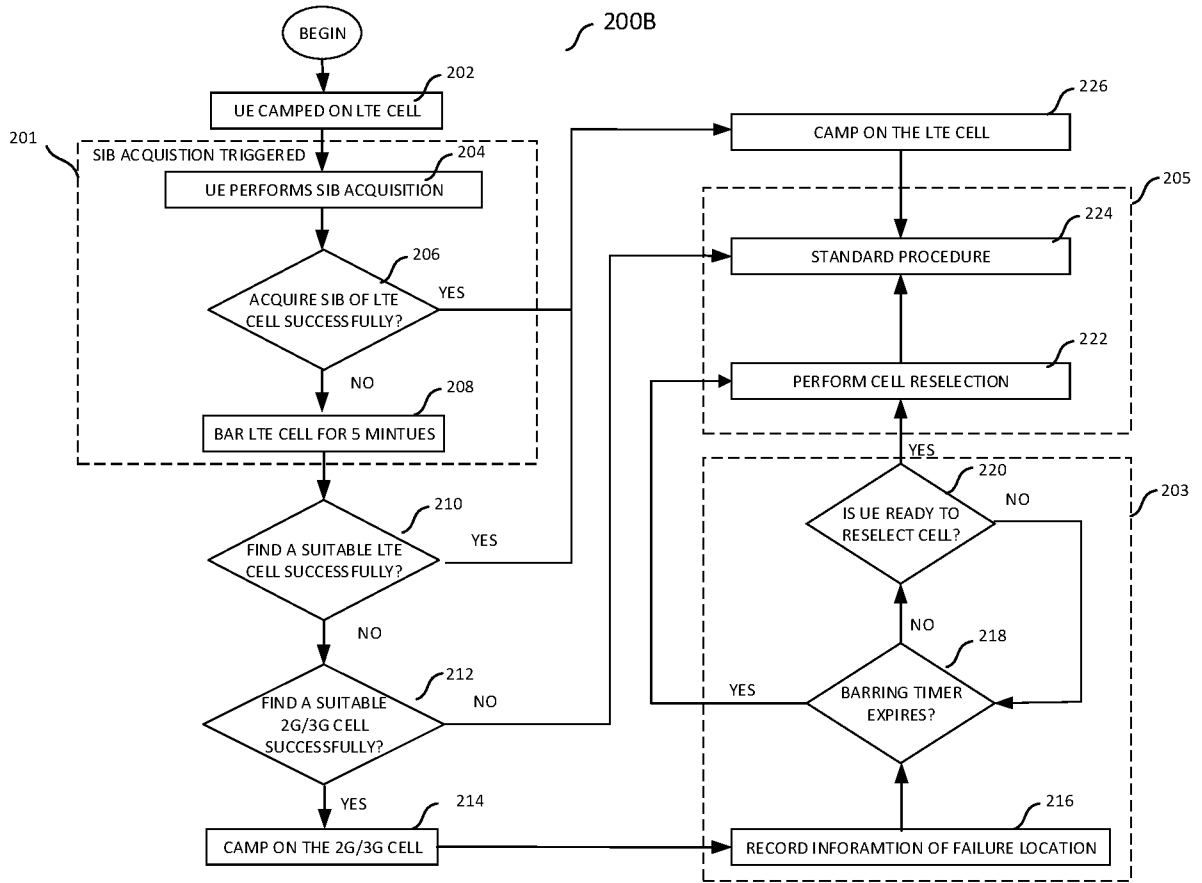 200B
BEGIN
202
UE CAMPED ON LTE CELL
201
SIB ACQUISTION TRIGGERED
204
UE PERFORMS SIB ACQUISITION
206
ACQUIRE SIB OF LTE
CELL SUCCESSFULLY?
YES
NO
208
BAR LTE CELL FOR 5 MINTUES
210
FIND A SUITABLE LTE
CELL SUCCESSFULLY?
YES
NO
212
FIND A SUITABLE
2G/3G CELL
SUCCESSFULLY?
NO
YES
214
CAMP ON THE 2G/3G CELL
226
CAMP ON THE LTE CELL
205
224
STANDARD PROCEDURE
222
PERFORM CELL RESELECTION
YES
220
203
IS UE READY TO
RESELECT CELL?
NO
NO
218
BARRING TIMER
EXPIRES?
YES
216
RECORD INFORAMTION OF FAILURE LOCATION